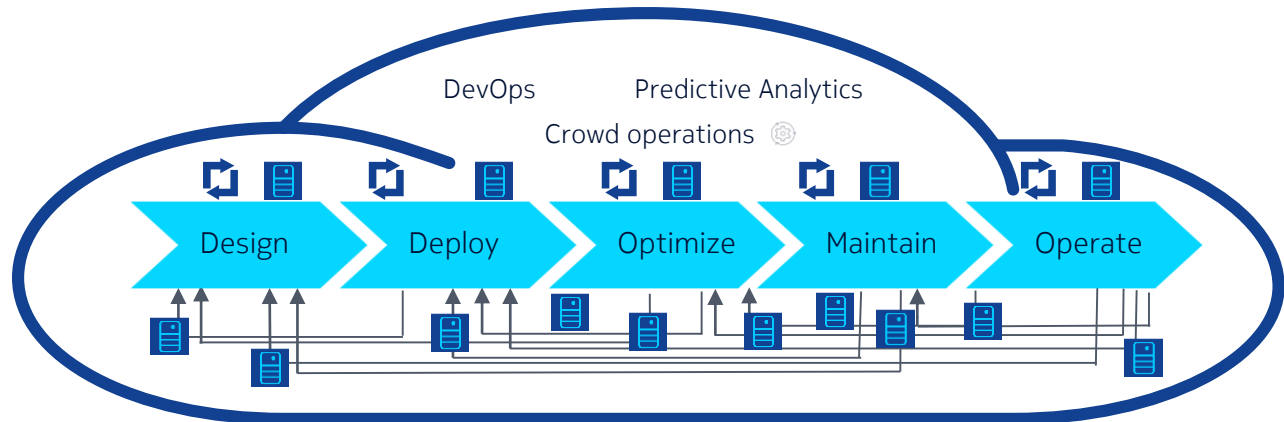 DevOps
Predictive Analytics
Crowd operations
Design
Deploy
Optimize
Maintain
Operate